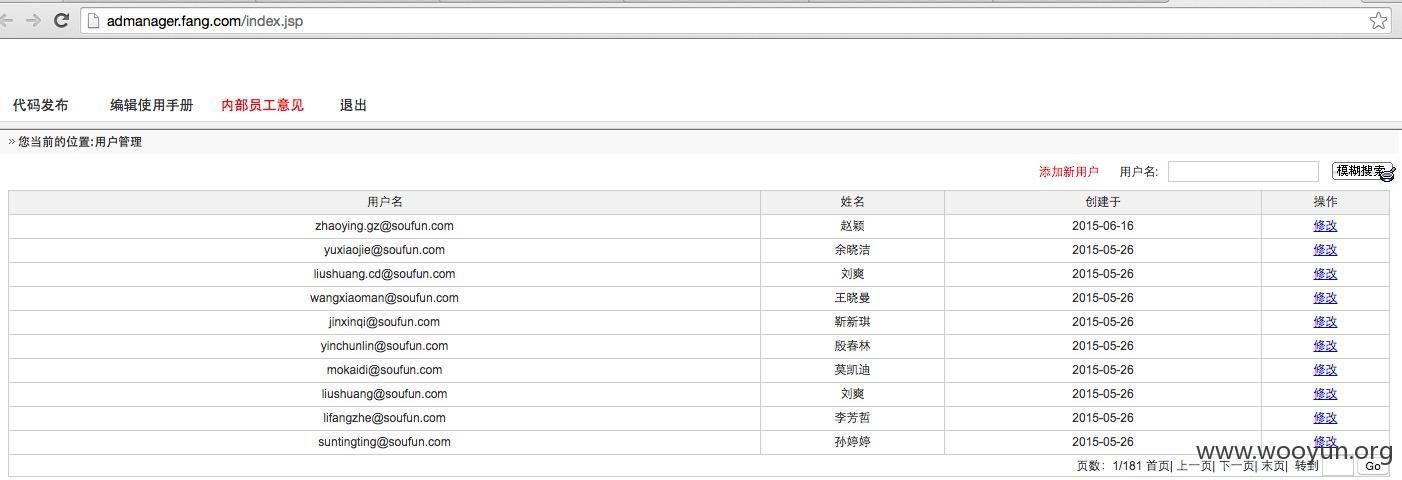 admanager.fang.com/index.jsp
代码发布 编辑使用手册 内部员工意见 退出
» 您当前的位置:用户管理
添加新用户 用户名: 模糊搜索
用户名 姓名 创建于 操作
zhaoying.gz@soufun.com 赵颖 2015-06-16 修改
yuxiaojie@soufun.com 余晓洁 2015-05-26 修改
liushuang.cd@soufun.com 刘爽 2015-05-26 修改
wangxiaoman@soufun.com 王晓曼 2015-05-26 修改
jinxinqi@soufun.com 靳新琪 2015-05-26 修改
yinchunlin@soufun.com 殷春林 2015-05-26 修改
mokaidi@soufun.com 莫凯迪 2015-05-26 修改
liushuang@soufun.com 刘爽 2015-05-26 修改
lifangzhe@soufun.com 李芳哲 2015-05-26 修改
suntingting@soufun.com 孙婷婷 2015-05-26 修改
www.wooyun.org
页数: 1/181 首页| 上一页| 下一页| 末页| 转到 Go